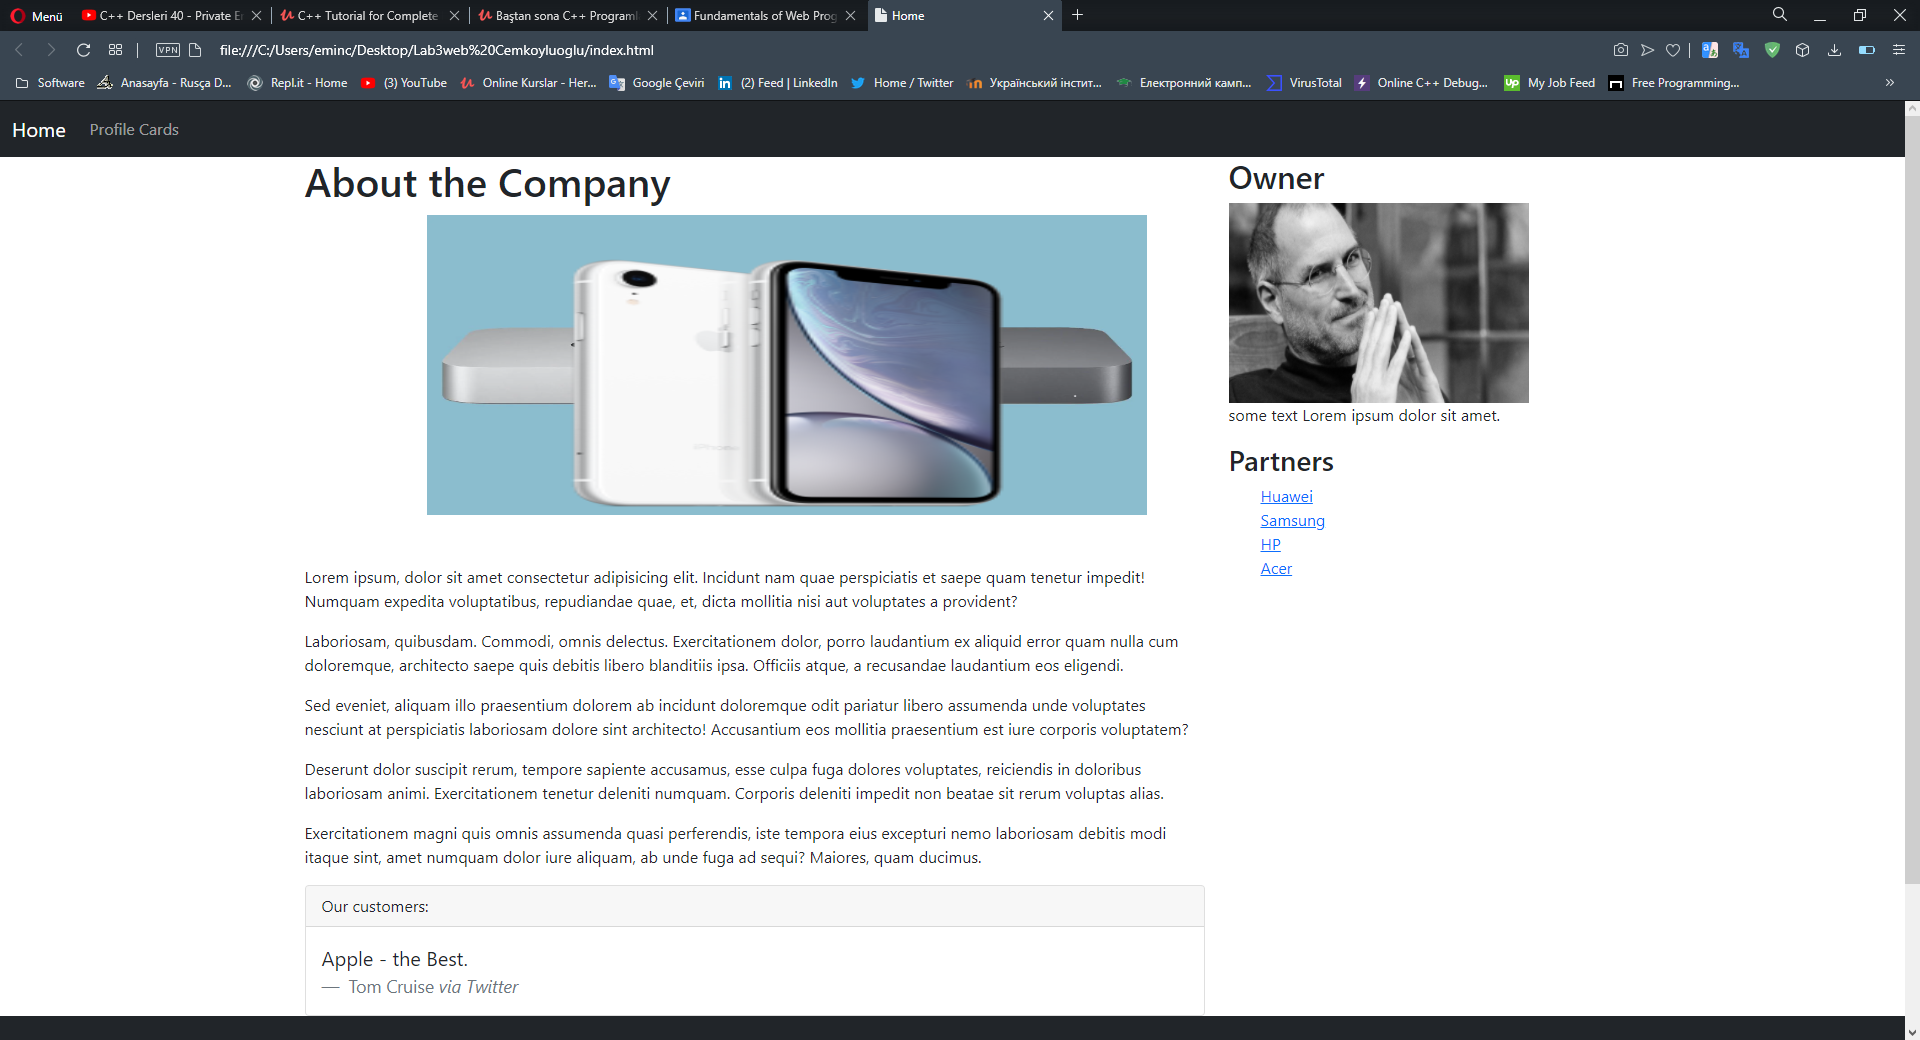 Menü
C++ Dersleri 40 - Private E
C++ Tutorial for Complete
Baştan sona C++ Programl
Fundamentals of Web Prog
Home
VPN
file:///C:/Users/eminc/Desktop/Lab3web%20Cemkoyluoglu/index.html
Software
Anasayfa - Rusça D...
RepLit - Home
(3) YouTube
Online Kurslar - Her...
Google Çeviri
(2) Feed | LinkedIn
Home / Twitter
Український інстит...
Електронний камп...
VirusTotal
Online C++ Debug...
Up
My Job Feed
Free Programming...
Home
Profile Cards
About the Company
Lorem ipsum, dolor sit amet consectetur adipisicing elit. Incidunt nam quae perspiciatis et saepe quam tenetur impedit!
Numquam expedita voluptatibus, repudiandae quae, et, dicta mollitia nisi aut voluptates a provident?
Laboriosam, quibusdam. Commodi, omnis delectus. Exercitationem dolor, porro laudantium ex aliquid error quam nulla cum
doloremque, architecto saepe quis debitis libero blanditiis ipsa. Officiis atque, a recusandae laudantium eos eligendi.
Sed eveniet, aliquam illo praesentium dolorem ab incidunt doloremque odit pariatur libero assumenda unde voluptates
nesciunt at perspiciatis laboriosam dolore sint architecto! Accusantium eos mollitia praesentium est iure corporis voluptatem?
Deserunt dolor suscipit rerum, tempore sapiente accusamus, esse culpa fuga dolores voluptates, reiciendis in doloribus
laboriosam animi. Exercitationem tenetur deleniti numquam. Corporis deleniti impedit non beatae sit rerum voluptas alias.
Exercitationem magni quis omnis assumenda quasi perferendis, iste tempora eius excepturi nemo laboriosam debitis modi
itaque sint, amet numquam dolor iure aliquam, ab unde fuga ad sequi? Maiores, quam ducimus.
Our customers:
Apple - the Best.
— Tom Cruise via Twitter
Owner
some text Lorem ipsum dolor sit amet.
Partners
Huawei
Samsung
HP
Acer